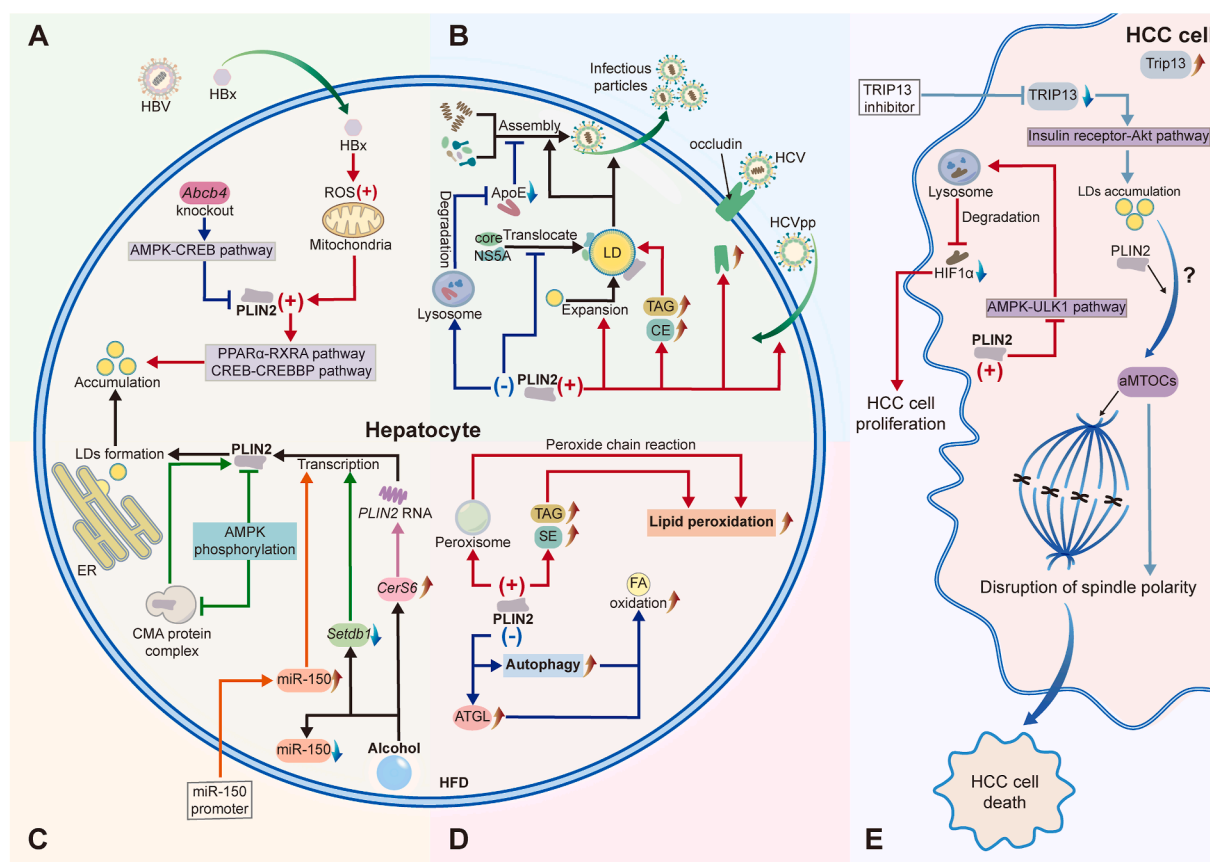 A
HBV
HBx
HBx
ROS(+)
Mitochondria
Abcb4
knockout
AMPK-CREB pathway
PLIN2 (+)
PPARα-RXRA pathway
CREB-CREBBP pathway
Accumulation
B
Infectious
particles
Assembly
occludin
HCV
HCVpp
ApoE
Degradation
core
NS5A
Translocate
LD
Lysosome
Expansion
TAG
CE
(-) PLIN2 (+)
Hepatocyte
LDs formation
PLIN2
Transcription
PLIN2 RNA
ER
AMPK
phosphorylation
CMA protein
complex
CerS6
Setdb1
miR-150
miR-150
Alcohol
miR-150
promoter
C
Peroxide chain reaction
Peroxisome
TAG
SE
Lipid peroxidation
(+)
PLIN2
(-)
FA
oxidation
Autophagy
ATGL
HFD
D
E
HCC cel
Trip13
TRIP13
inhibitor
TRIP13
Insulin receptor-Akt pathway
Lysosome
Degradation
HIF1α
LDs accumulation
PLIN2
?
AMPK-ULK1 pathway
PLIN2
(+)
HCC cell
proliferation
aMTOCs
Disruption of spindle polarity
HCC cell
death